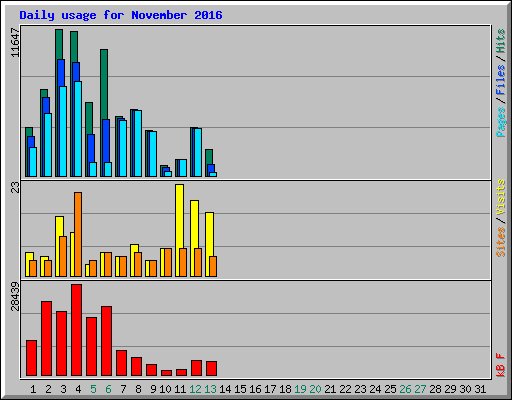 Daily usage for November 2016
11647
Pages/Files/Hits
23
Sites/Visits
28439
kB F
1 2 3 4 5 6 7 8 9 10 11 12 13 14 15 16 17 18 19 20 21 22 23 24 25 26 27 28 29 30 31